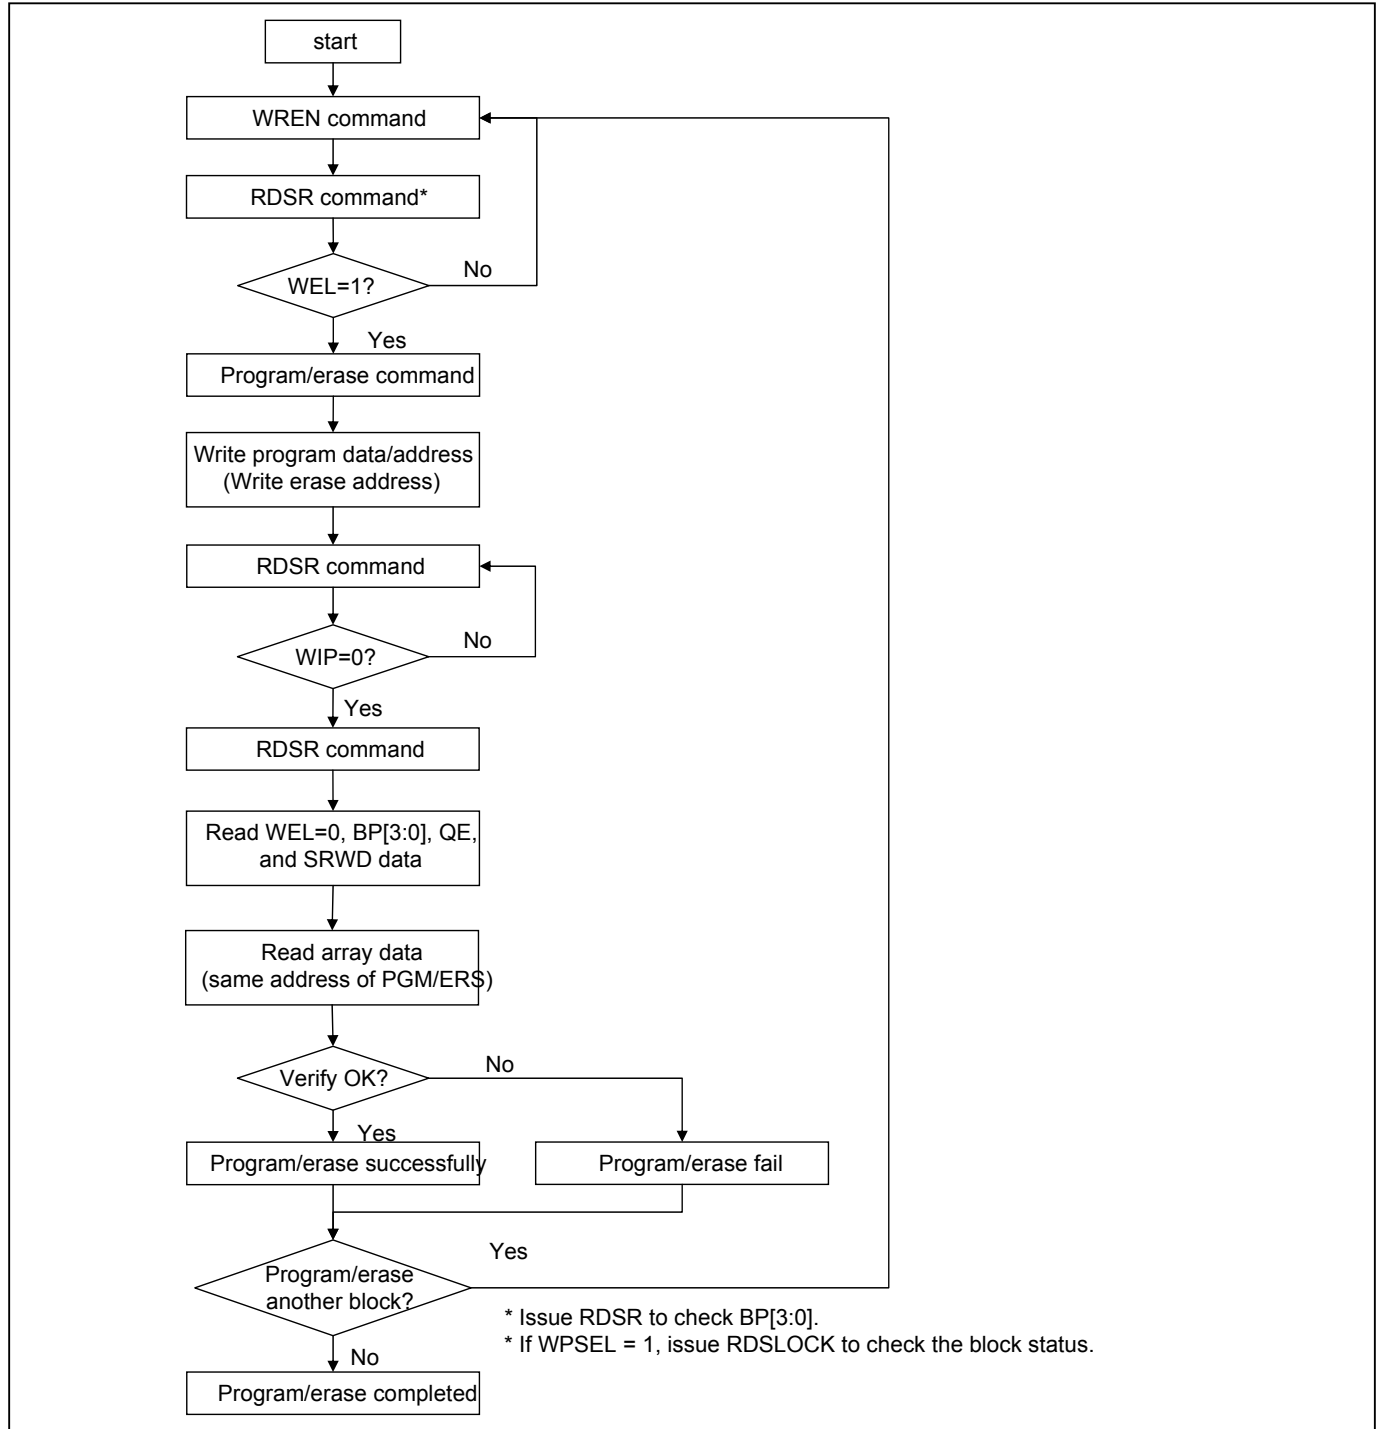 start
WREN command
RDSR command*
WEL=1?
No
Yes
Program/erase command
Write program data/address
(Write erase address)
RDSR command
WIP=0?
No
Yes
RDSR command
Read WEL=0, BP[3:0], QE,
and SRWD data
Read array data
(same address of PGM/ERS)
Verify OK?
No
Yes
Program/erase successfully
Program/erase fail
Yes
Program/erase
another block?
* Issue RDSR to check BP[3:0].
* If WPSEL = 1, issue RDSLOCK to check the block status.
No
Program/erase completed